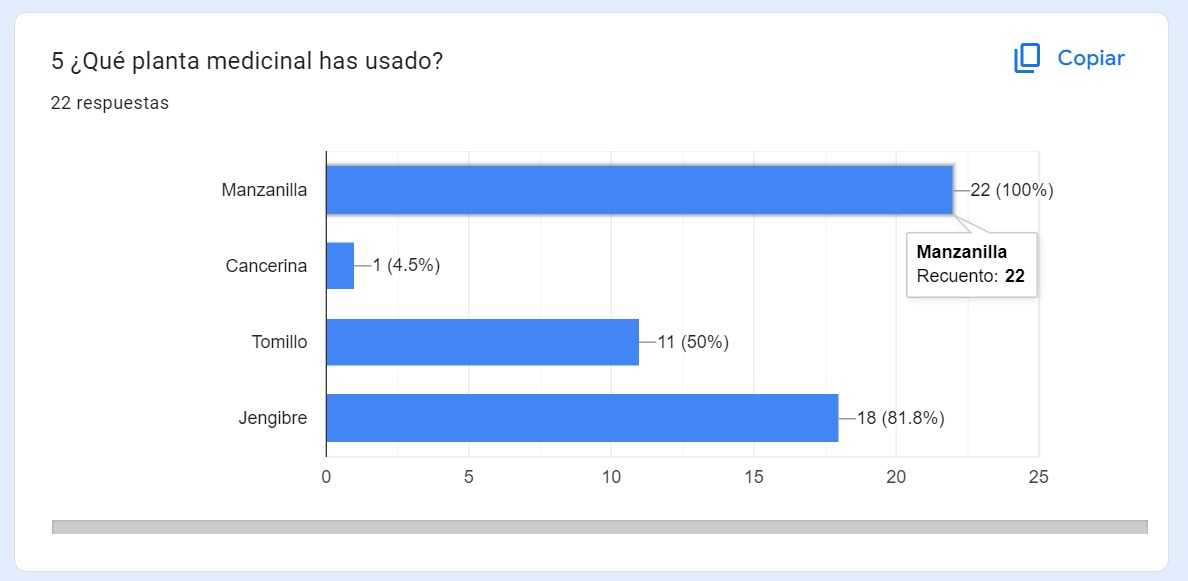 5 ¿Qué planta medicinal has usado?
Copiar
22 respuestas
Manzanilla
22 (100%)
Manzanilla
Recuento: 22
Cancerina
1 (4.5%)
Tomillo
11 (50%)
Jengibre
18 (81.8%)
0 5 10 15 20 25